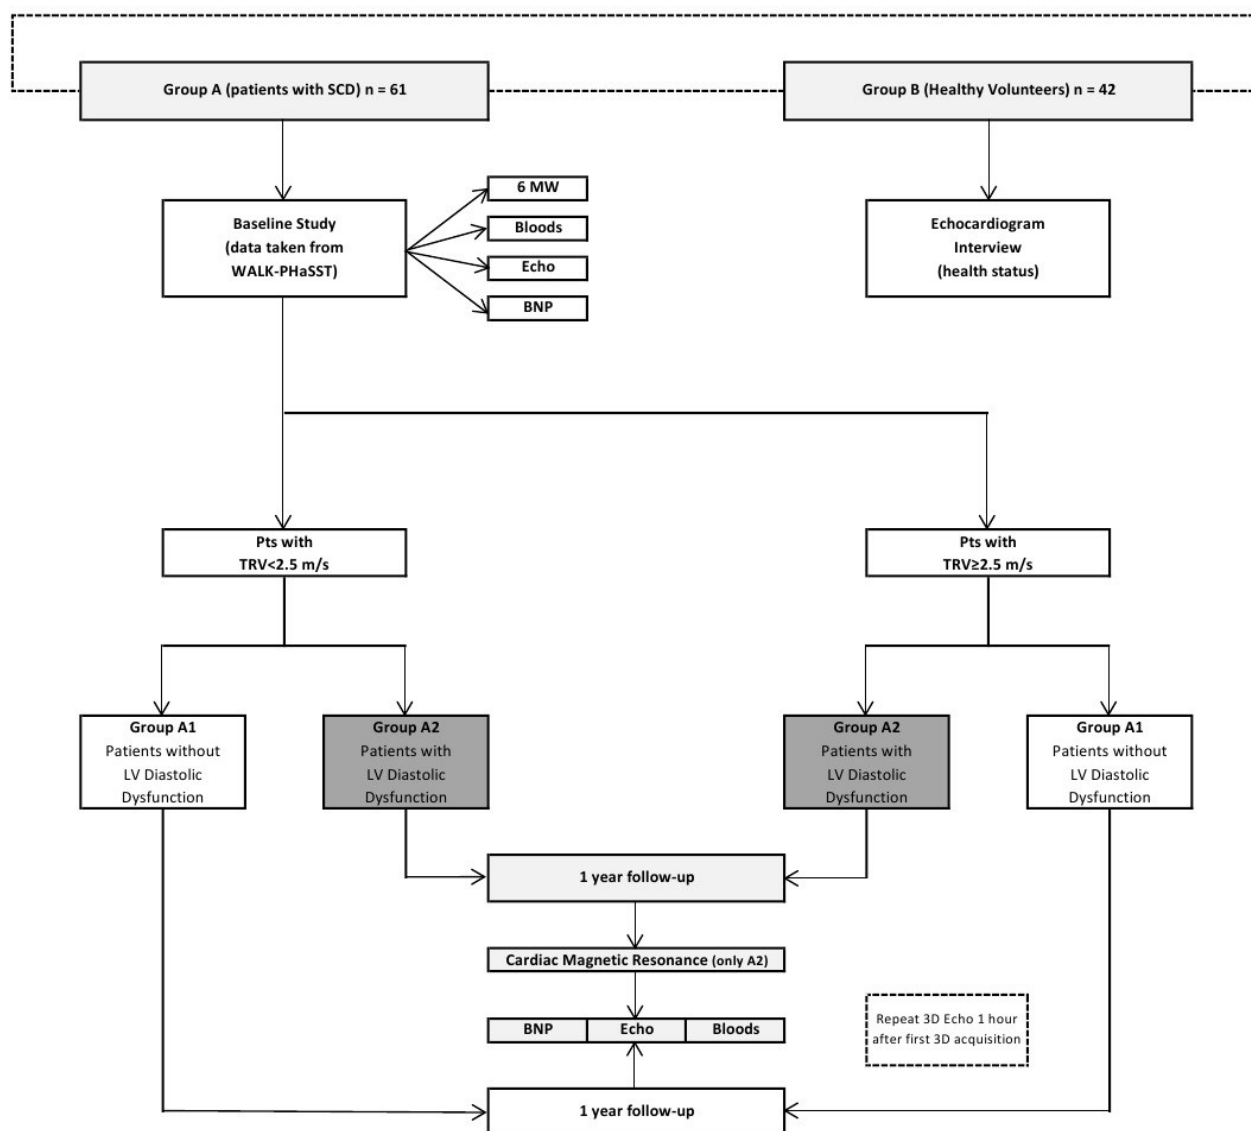 Group A (patients with SCD) n = 61
Group B (Healthy Volunteers) n = 42
Baseline Study
(data taken from
WALK-PHaSST)
6 MW
Bloods
Echo
BNP
Echocardiogram
Interview
(health status)
Pts with
TRV<2.5 m/s
Pts with
TRV≥2.5 m/s
Group A1
Patients without
LV Diastolic
Dysfunction
Group A2
Patients with
LV Diastolic
Dysfunction
Group A2
Patients with
LV Diastolic
Dysfunction
Group A1
Patients without
LV Diastolic
Dysfunction
1 year follow-up
Cardiac Magnetic Resonance (only A2)
BNP
Echo
Bloods
Repeat 3D Echo 1 hour
after first 3D acquisition
1 year follow-up